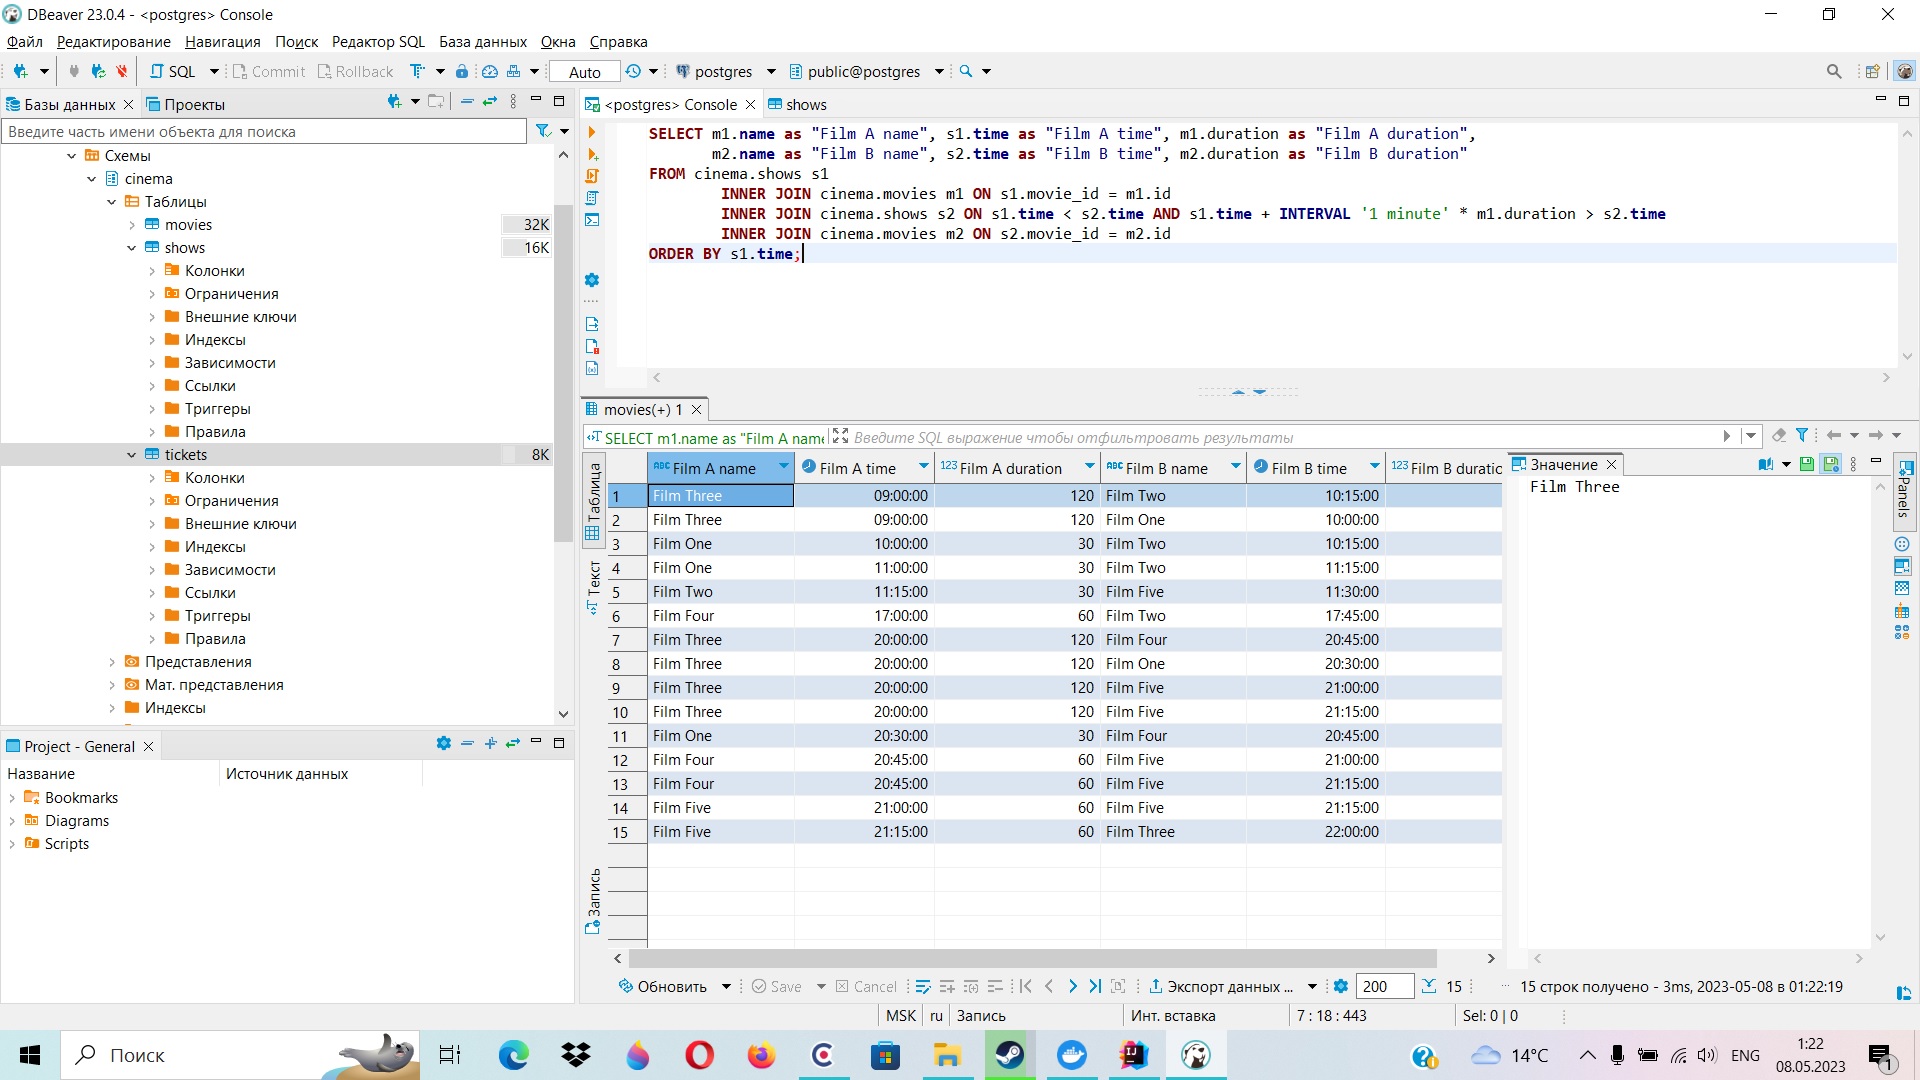 DBeaver 23.0.4 - <postgres> Console
Файл Редактирование Навигация Поиск Редактор SQL База данных Окна Справка
SQL Commit Rollback Auto postgres public@postgres
Базы данных Проекты
Введите часть имени объекта для поиска
Схемы
cinema
Таблицы
movies 32K
shows 16K
Колонки
Ограничения
Внешние ключи
Индексы
Зависимости
Ссылки
Триггеры
Правила
tickets 8K
Колонки
Ограничения
Внешние ключи
Индексы
Зависимости
Ссылки
Триггеры
Правила
Представления
Мат. представления
Индексы
Project - General
Название Источник данных
Bookmarks
Diagrams
Scripts
<postgres> Console shows
SELECT m1.name as "Film A name", s1.time as "Film A time", m1.duration as "Film A duration",
m2.name as "Film B name", s2.time as "Film B time", m2.duration as "Film B duration"
FROM cinema.shows s1
INNER JOIN cinema.movies m1 ON s1.movie_id = m1.id
INNER JOIN cinema.shows s2 ON s1.time < s2.time AND s1.time + INTERVAL '1 minute' * m1.duration > s2.time
INNER JOIN cinema.movies m2 ON s2.movie_id = m2.id
ORDER BY s1.time;
movies(+) 1
SELECT m1.name as "Film A name Введите SQL выражение чтобы отфильтровать результаты
Таблица
Текст
Запись
ABC Film A name Film A time 123 Film A duration ABC Film B name Film B time 123 Film B duratic
1 Film Three 09:00:00 120 Film Two 10:15:00
2 Film Three 09:00:00 120 Film One 10:00:00
3 Film One 10:00:00 30 Film Two 10:15:00
4 Film One 11:00:00 30 Film Two 11:15:00
5 Film Two 11:15:00 30 Film Five 11:30:00
6 Film Four 17:00:00 60 Film Two 17:45:00
7 Film Three 20:00:00 120 Film Four 20:45:00
8 Film Three 20:00:00 120 Film One 20:30:00
9 Film Three 20:00:00 120 Film Five 21:00:00
10 Film Three 20:00:00 120 Film Five 21:15:00
11 Film One 20:30:00 30 Film Four 20:45:00
12 Film Four 20:45:00 60 Film Five 21:00:00
13 Film Four 20:45:00 60 Film Five 21:15:00
14 Film Five 21:00:00 60 Film Five 21:15:00
15 Film Five 21:15:00 60 Film Three 22:00:00
Значение
Film Three
Panels
Обновить Save Cancel Экспорт данных ... 200 15 15 строк получено - 3ms, 2023-05-08 в 01:22:19
MSK ru Запись Инт. вставка 7 : 18 : 443 Sel: 0 | 0
Поиск 14°C ENG 1:22
08.05.2023 1